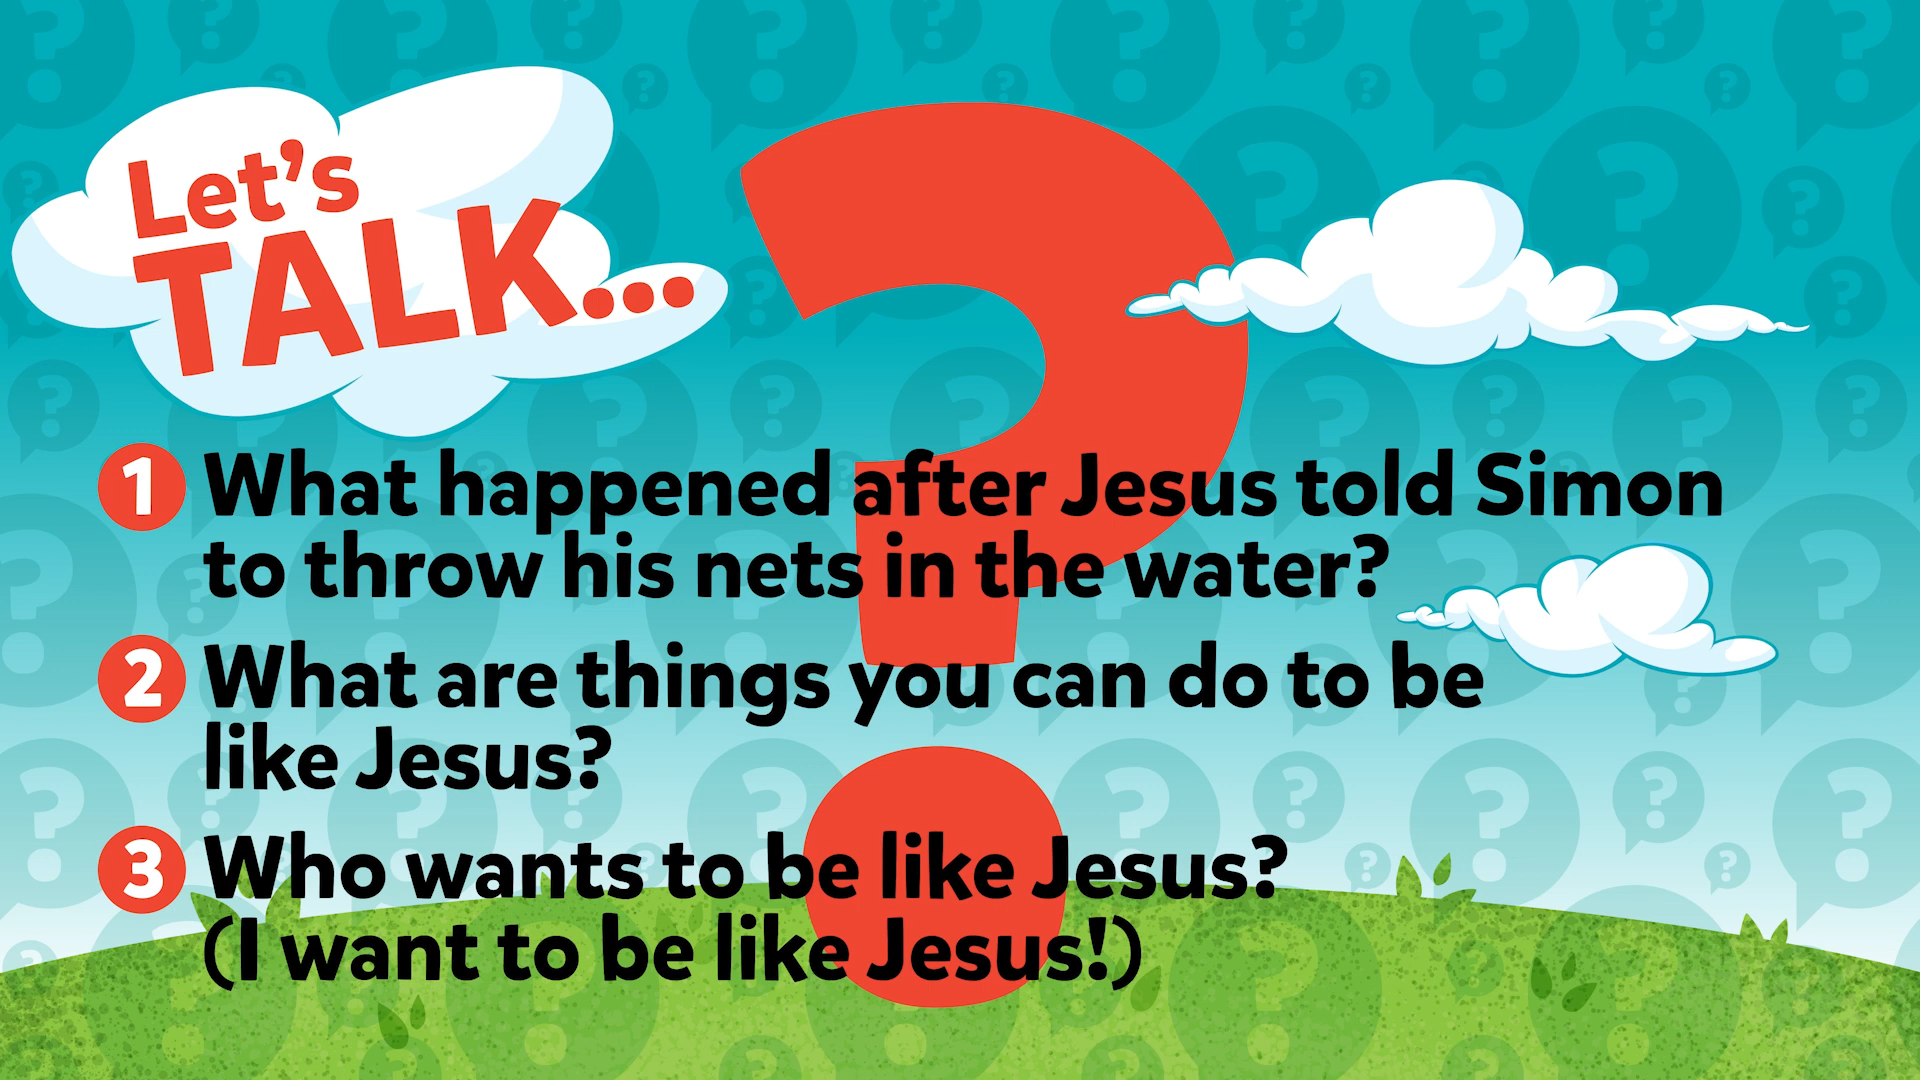 Let's
TALK...
1 What happened after Jesus told Simon
to throw his nets in the water?
2 What are things you can do to be
like Jesus?
3 Who wants to be like Jesus?
(I want to be like Jesus!)